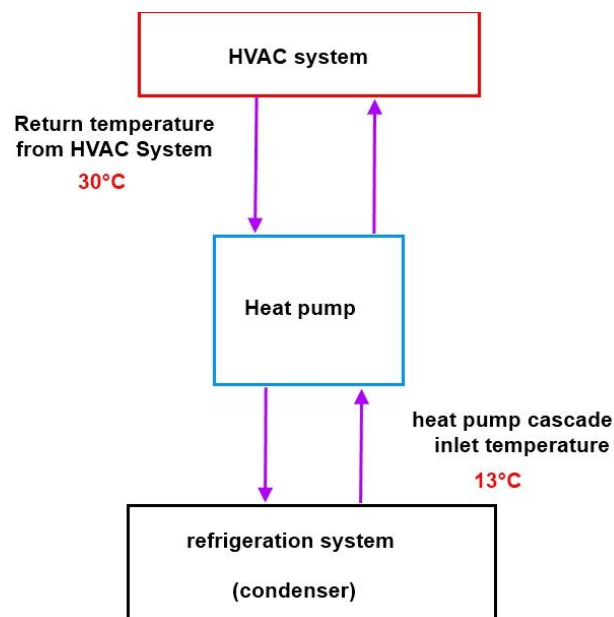 HVAC system
Return temperature
from HVAC System
30°C
Heat pump
heat pump cascade
inlet temperature
13°C
refrigeration system
(condenser)